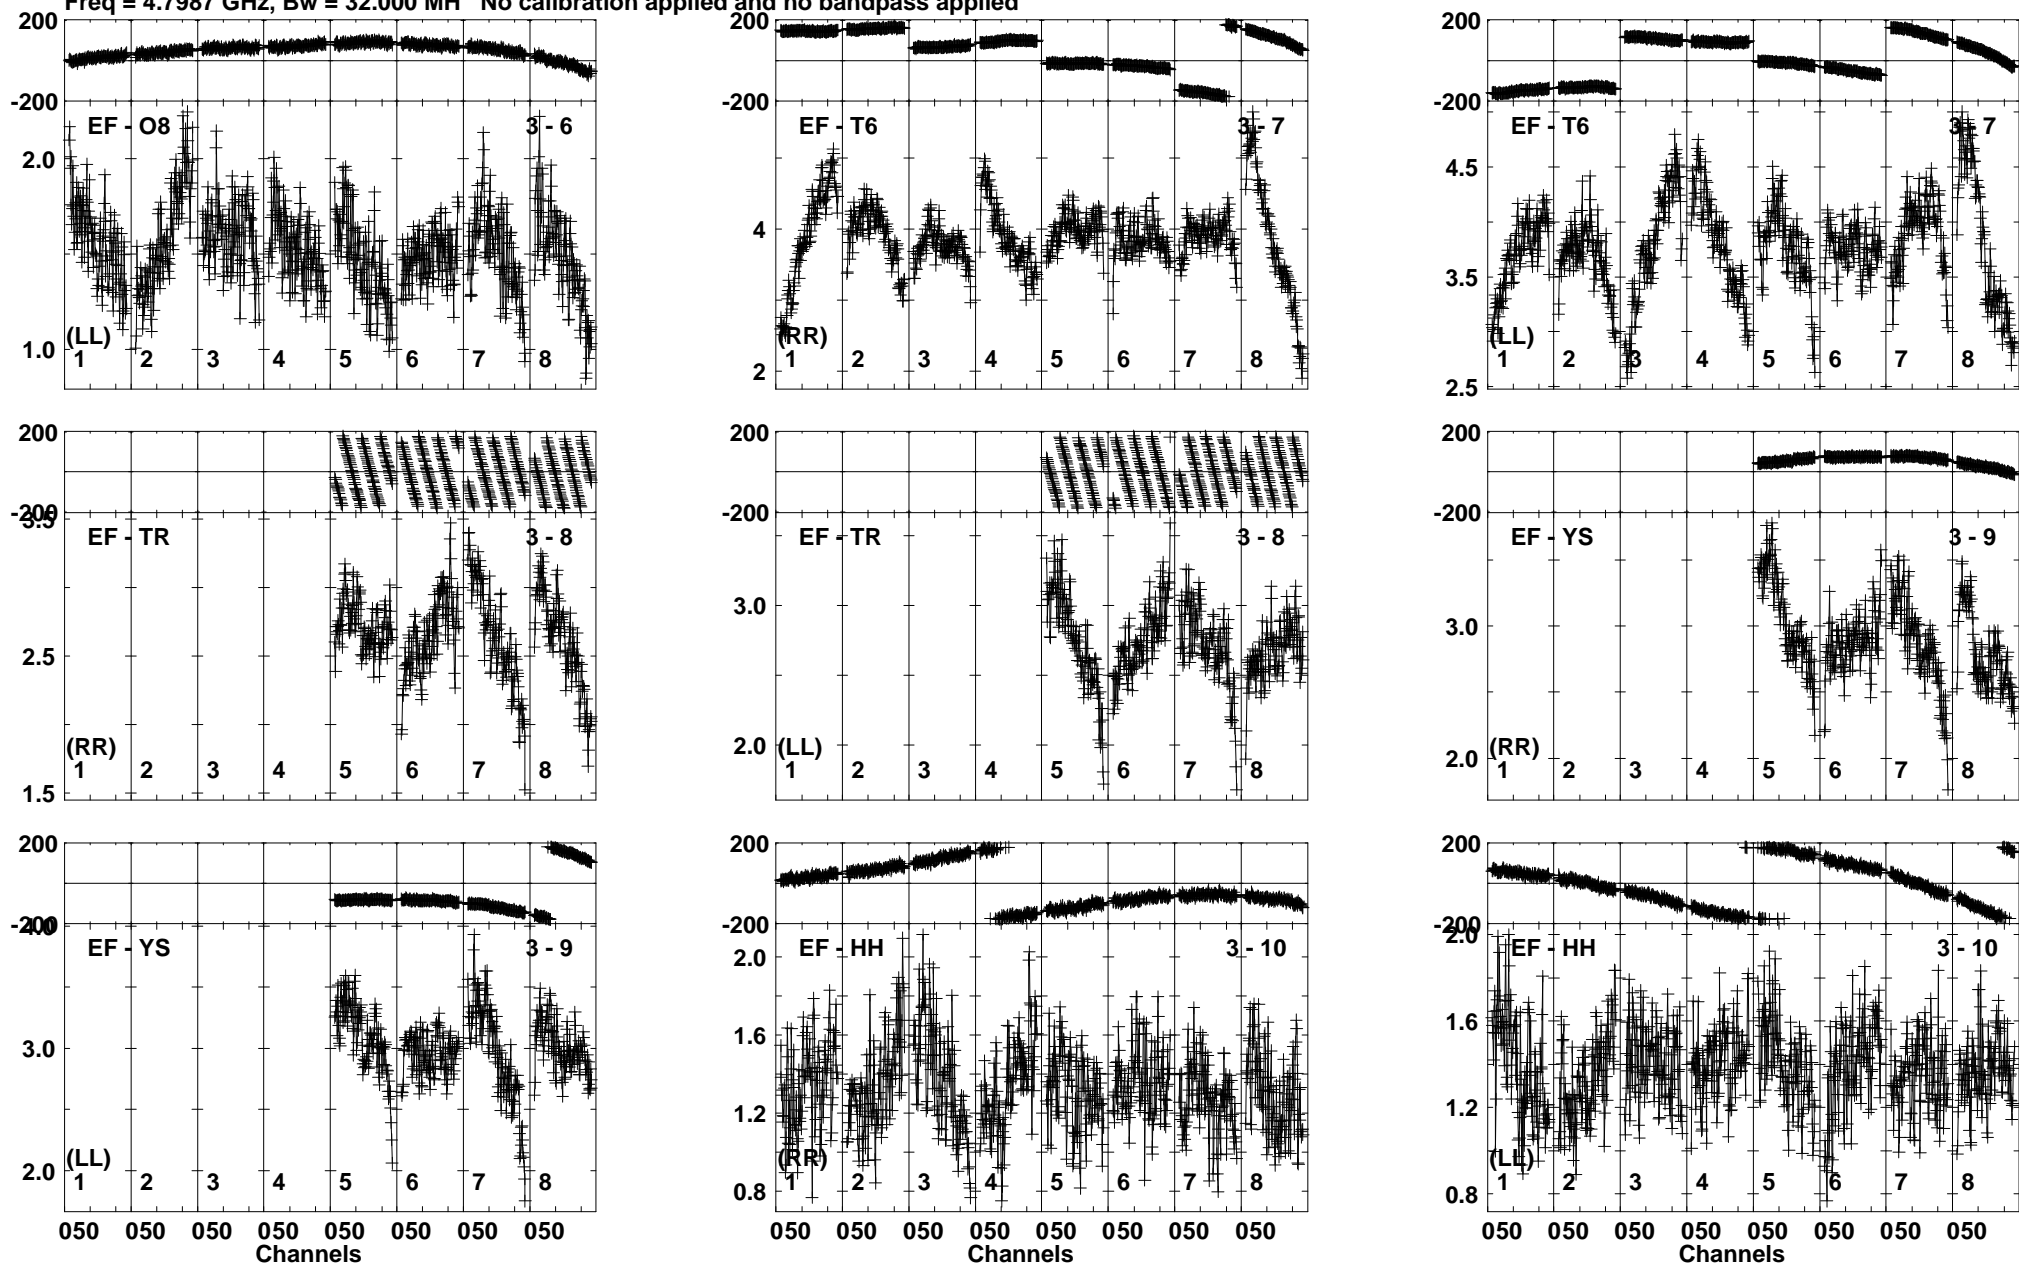 Freq = 4.7987 GHz, Bw = 32.000 MH No calibration applied and no bandpass applied
200 200 200
-200 -200 -200
EF - O8 3 - 6 EF - T6 3 - 7 EF - T6 3 - 7
2.0 4 4.5
3.5
1.0 2 2.5
(LL) (RR) (LL)
1 2 3 4 5 6 7 8 1 2 3 4 5 6 7 8 1 2 3 4 5 6 7 8
200 200 200
-200 -200 -200
3.5
EF - TR 3 - 8 EF - TR 3 - 8 EF - YS 3 - 9
2.5 3.0 3.0
1.5 2.0 2.0
(RR) (LL) (RR)
1 2 3 4 5 6 7 8 1 2 3 4 5 6 7 8 1 2 3 4 5 6 7 8
200 200 200
-200 -200 -200
4.0 2.0
EF - YS 3 - 9 EF - HH 3 - 10 EF - HH 3 - 10
3.0 2.0 1.6
1.6
2.0 1.2 1.2
0.8 0.8
(LL) (RR) (LL)
1 2 3 4 5 6 7 8 1 2 3 4 5 6 7 8 1 2 3 4 5 6 7 8
050 050 050 050 050 050 050 050 050 050 050 050 050 050 050 050 050 050 050 050 050 050 050 050
Channels Channels Channels